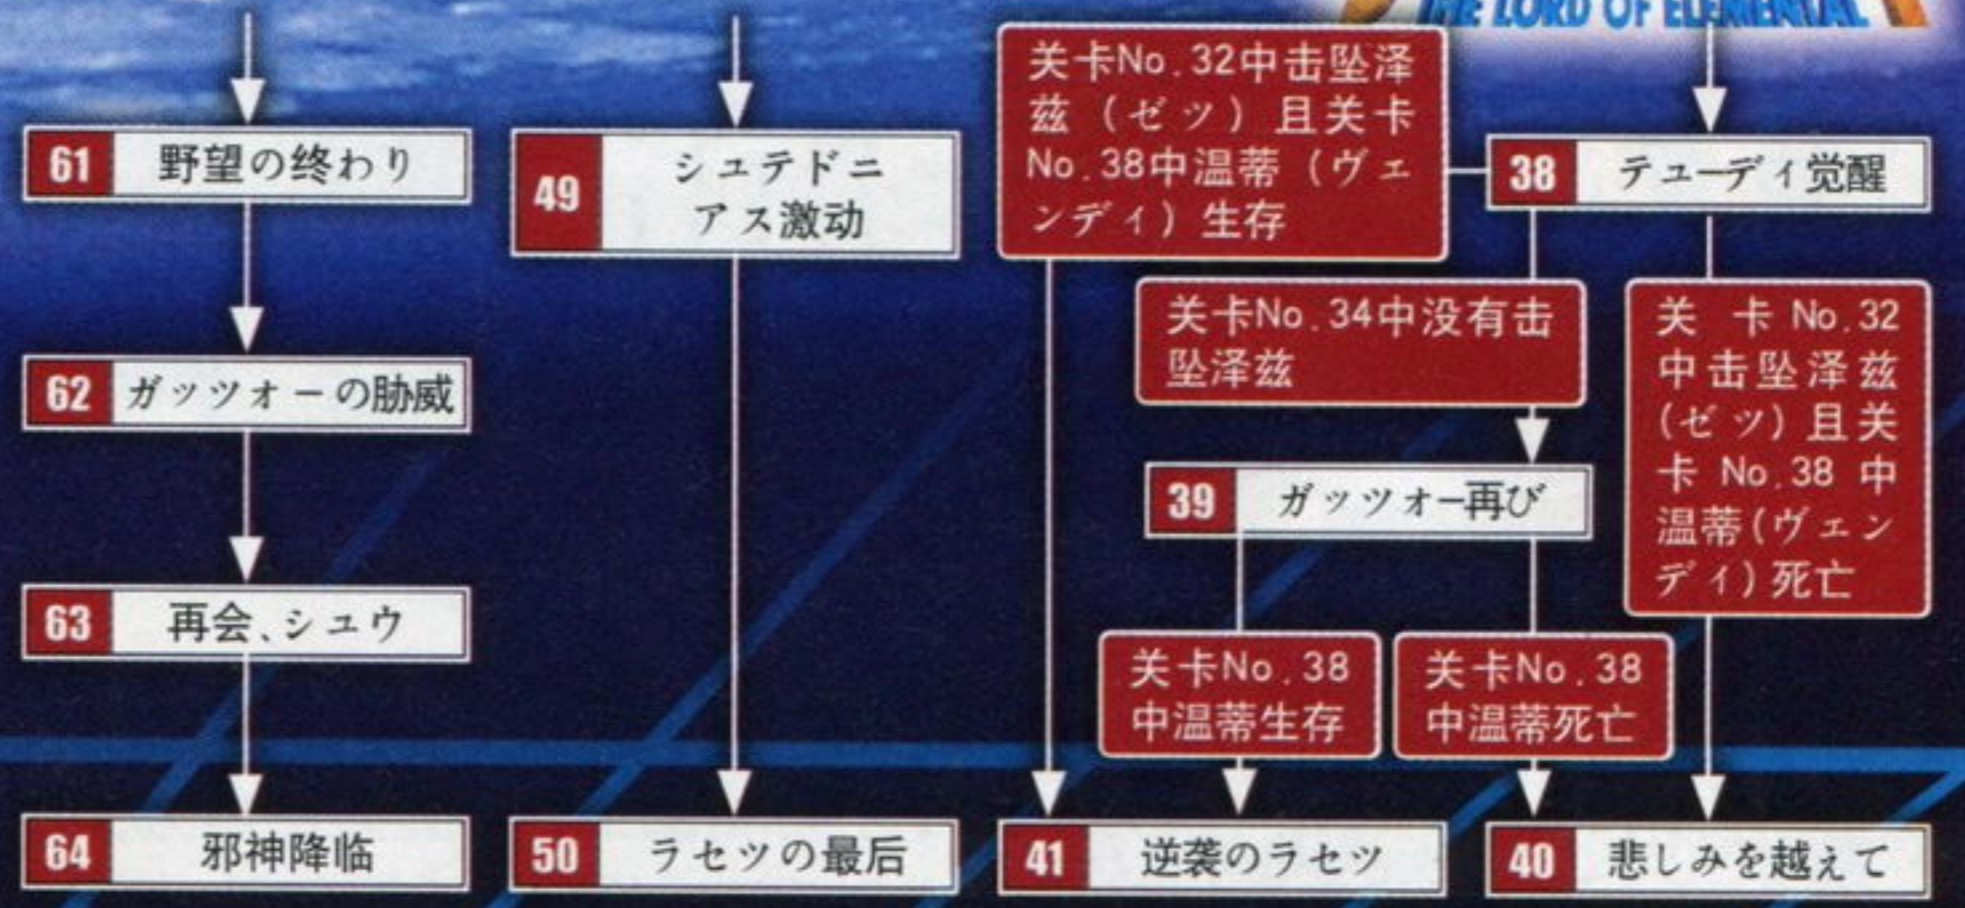 THE LORD OF ELEMENTAL
61 野望の终わり
62 ガッツォーの胁威
63 再会、シュウ
64 邪神降临
49 シュテドニ
アス激动
50 ラセツの最后
关卡No.32中击坠泽
兹（ゼツ）且关卡
No.38中温蒂（ヴェ
ンディ）生存
38 テューディ觉醒
关卡No.34中没有击
坠泽兹
关 卡 No.32
中击坠泽兹
(ゼツ)且关
卡 No.38 中
温蒂(ヴェン
ディ)死亡
39 ガッツォー再び
关卡No.38
中温蒂生存
关卡No.38
中温蒂死亡
41 逆袭のラセツ
40 悲しみを越えて